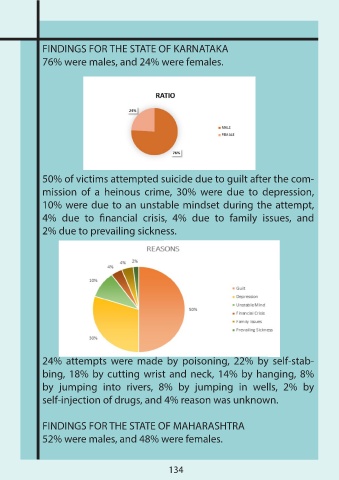 FINDINGS FOR THE STATE OF KARNATAKA
76% were males, and 24% were females.
RATIO
24%
MALE
FEMALE
76%
50% of victims attempted suicide due to guilt after the com-
mission of a heinous crime, 30% were due to depression,
10% were due to an unstable mindset during the attempt,
4% due to financial crisis, 4% due to family issues, and
2% due to prevailing sickness.
REASONS
4%
4%
2%
10%
50%
30%
Guilt
Depression
Unstable Mind
Financial Crisis
Family Issues
Prevailing Sickness
24% attempts were made by poisoning, 22% by self-stab-
bing, 18% by cutting wrist and neck, 14% by hanging, 8%
by jumping into rivers, 8% by jumping in wells, 2% by
self-injection of drugs, and 4% reason was unknown.
FINDINGS FOR THE STATE OF MAHARASHTRA
52% were males, and 48% were females.
134